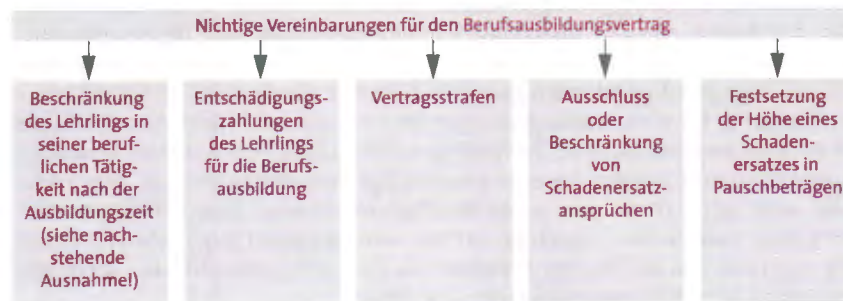 Nichtige Vereinbarungen für den Berufsausbildungsvertrag
Beschränkung
des Lehrlings in
seiner beruf-
lichen Tätig-
keit nach der
Ausbildungszeit
(siehe nach-
stehende
Ausnahme!)
Entschädigungs-
zahlungen
des Lehrlings
für die Berufs-
ausbildung
Vertragsstrafen
Ausschluss
oder
Beschränkung
von
Schadenersatz-
ansprüchen
Festsetzung
der Höhe eines
Schaden-
ersatzes in
Pauschbeträgen